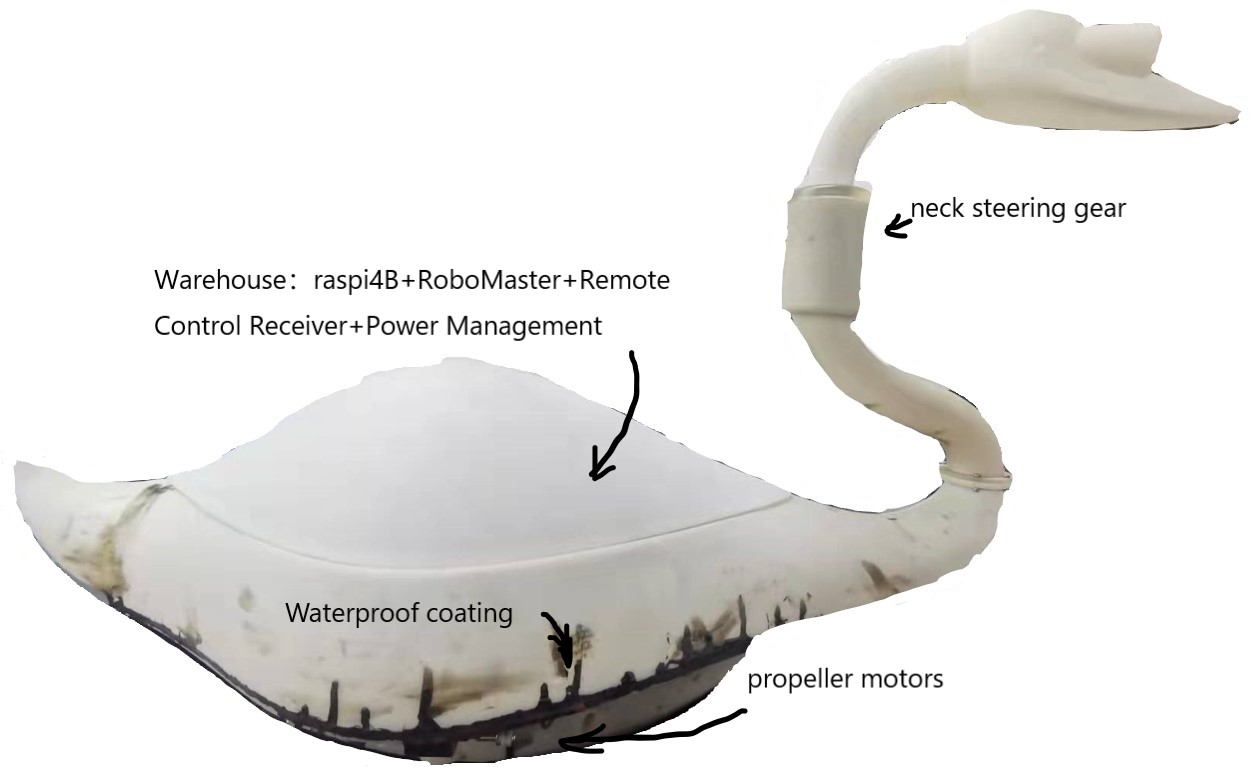 neck steering gear
Warehouse：raspi4B+RoboMaster+Remote
Control Receiver+Power Management
Waterproof coating
propeller motors